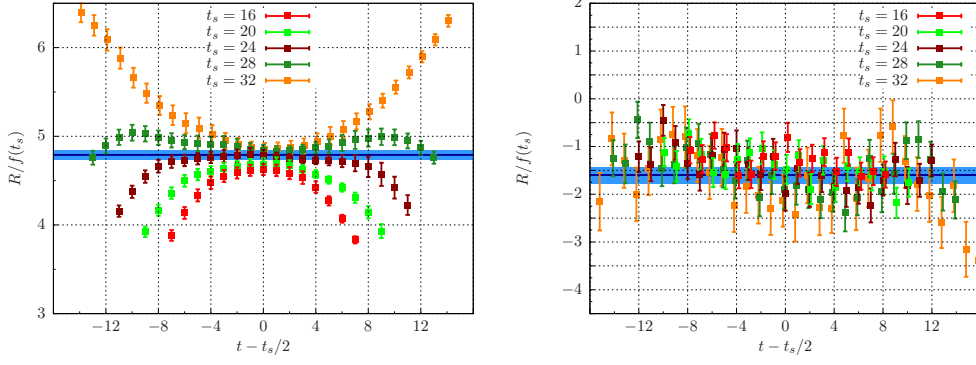 6
5
4
3
−12
−8
−4
0
4
8
12
R/f(t_s)
t − t_s/2
t_s = 16
t_s = 20
t_s = 24
t_s = 28
t_s = 32
2
1
0
−1
−2
−3
−4
−12
−8
−4
0
4
8
12
R/f(t_s)
t − t_s/2
t_s = 16
t_s = 20
t_s = 24
t_s = 28
t_s = 32